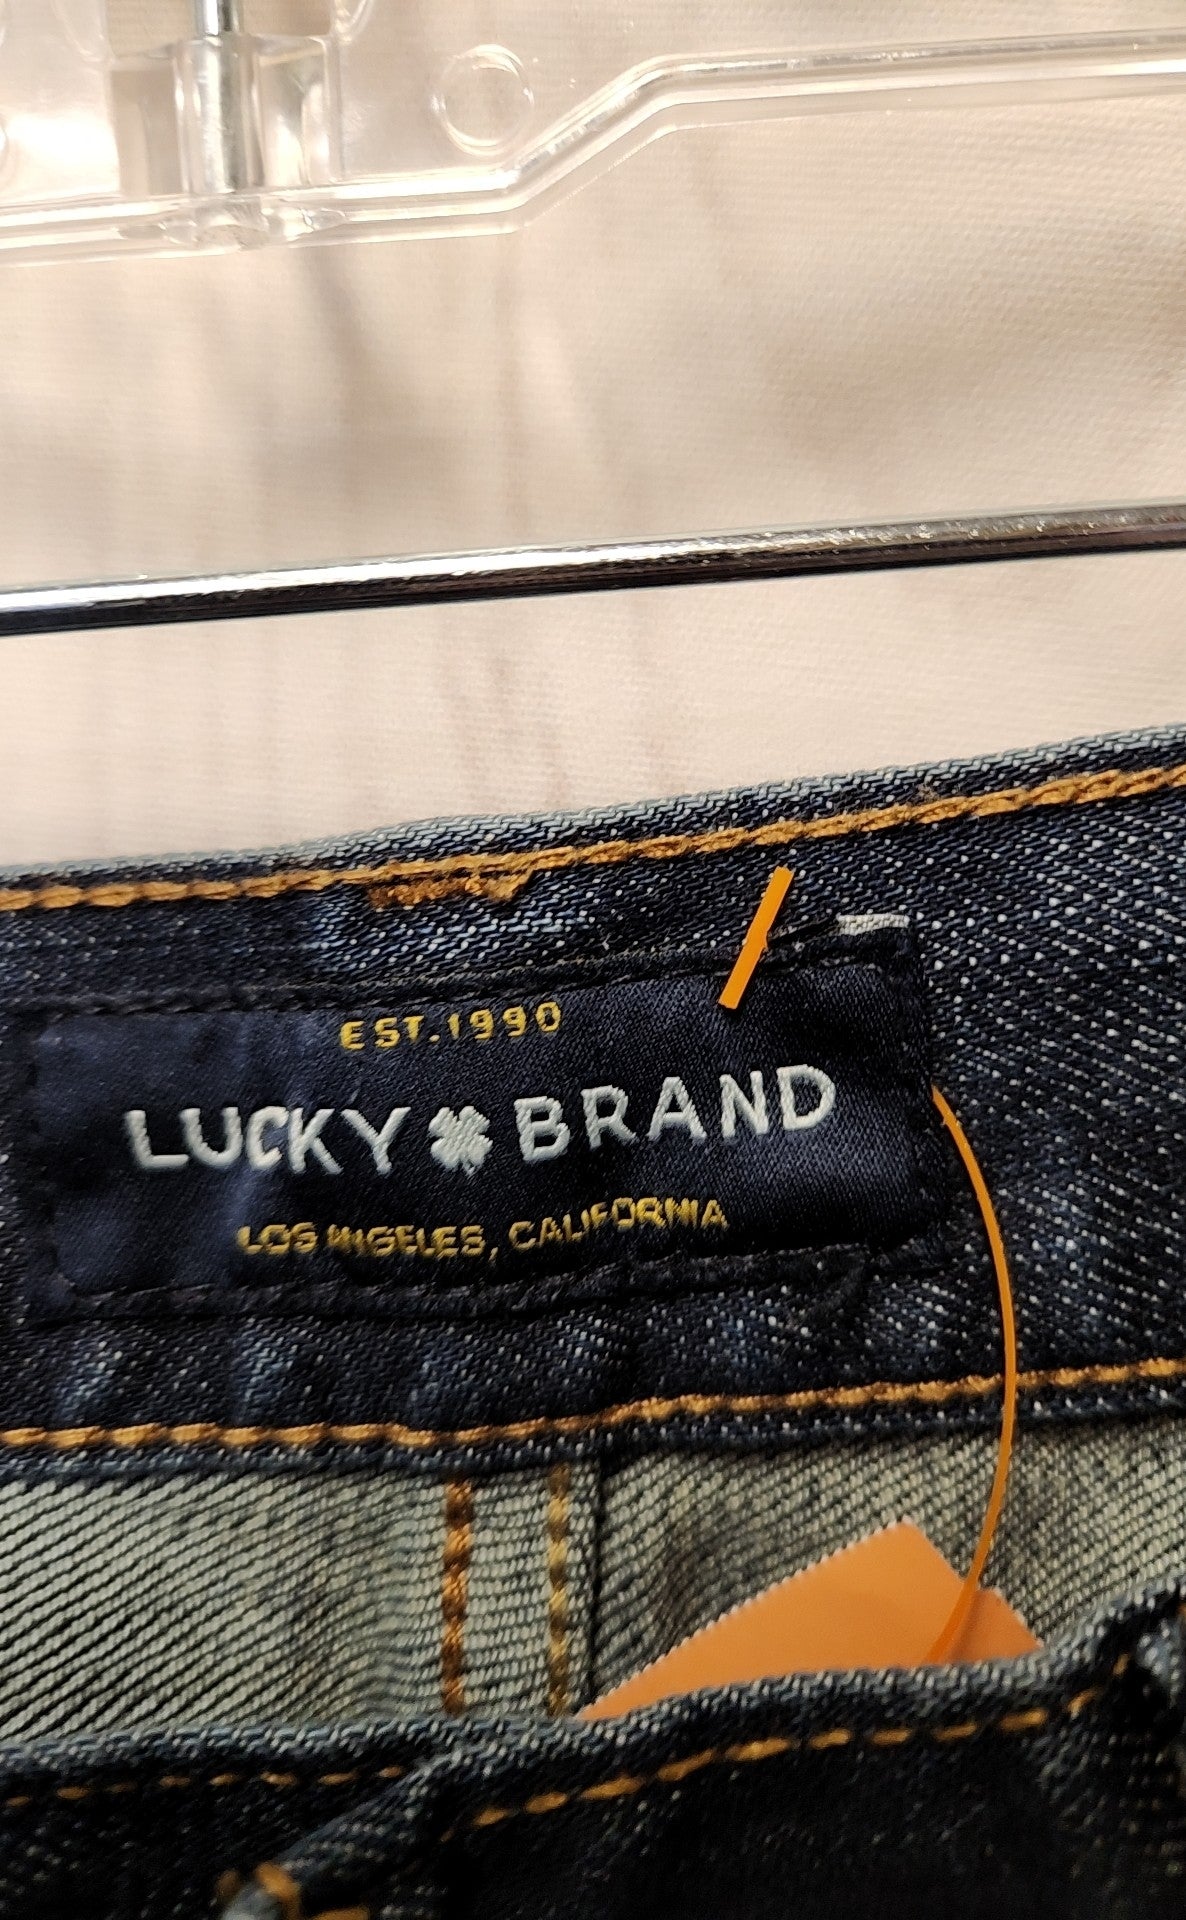 EST. 1990
LUCKY BRAND
LOS ANGELES, CALIFORNIA